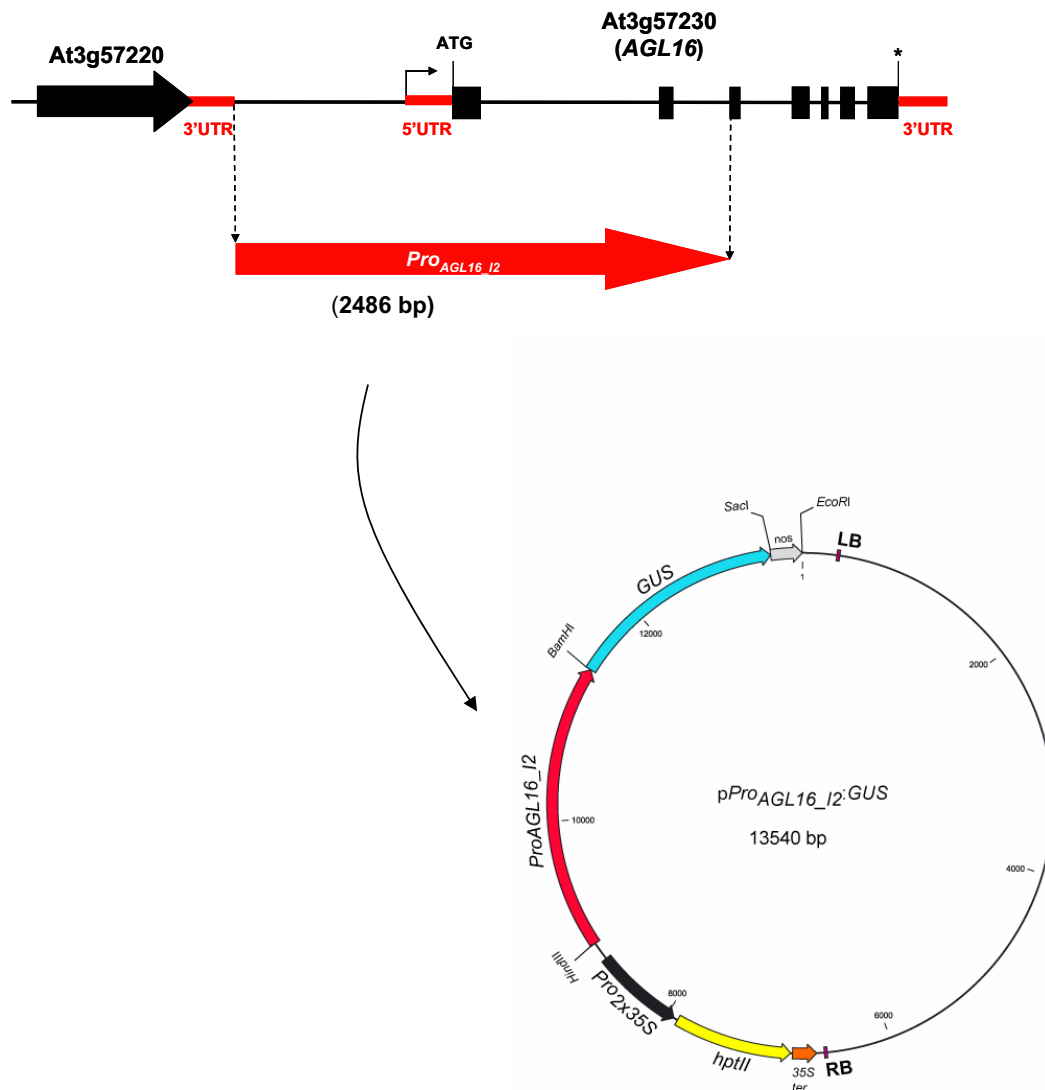 At3g57220
ATG
At3g57230
(AGL16)
*
3'UTR
5'UTR
3'UTR
ProAGL16_I2
(2486 bp)
SacI
EcoRI
nos
LB
1
GUS
12000
BamHI
2000
ProAGL16_I2
10000
pProAGL16_I2:GUS
13540 bp
4000
HindIII
Pro2x35S
8000
6000
hptII
35S
ter
RB